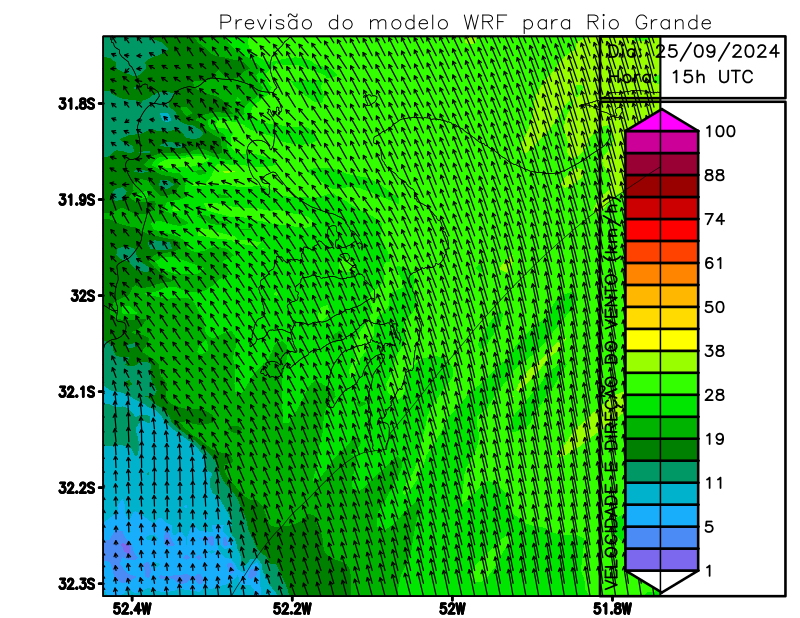 Previsão do modelo WRF para Rio Grande
Dia: 25/09/2024
Hora: 15h UTC
31.8S
31.9S
32S
32.1S
32.2S
32.3S
52.4W
52.2W
52W
51.8W
VELOCIDADE E DIREÇÃO DO VENTO (km/h)
100
88
74
61
50
38
28
19
11
5
1